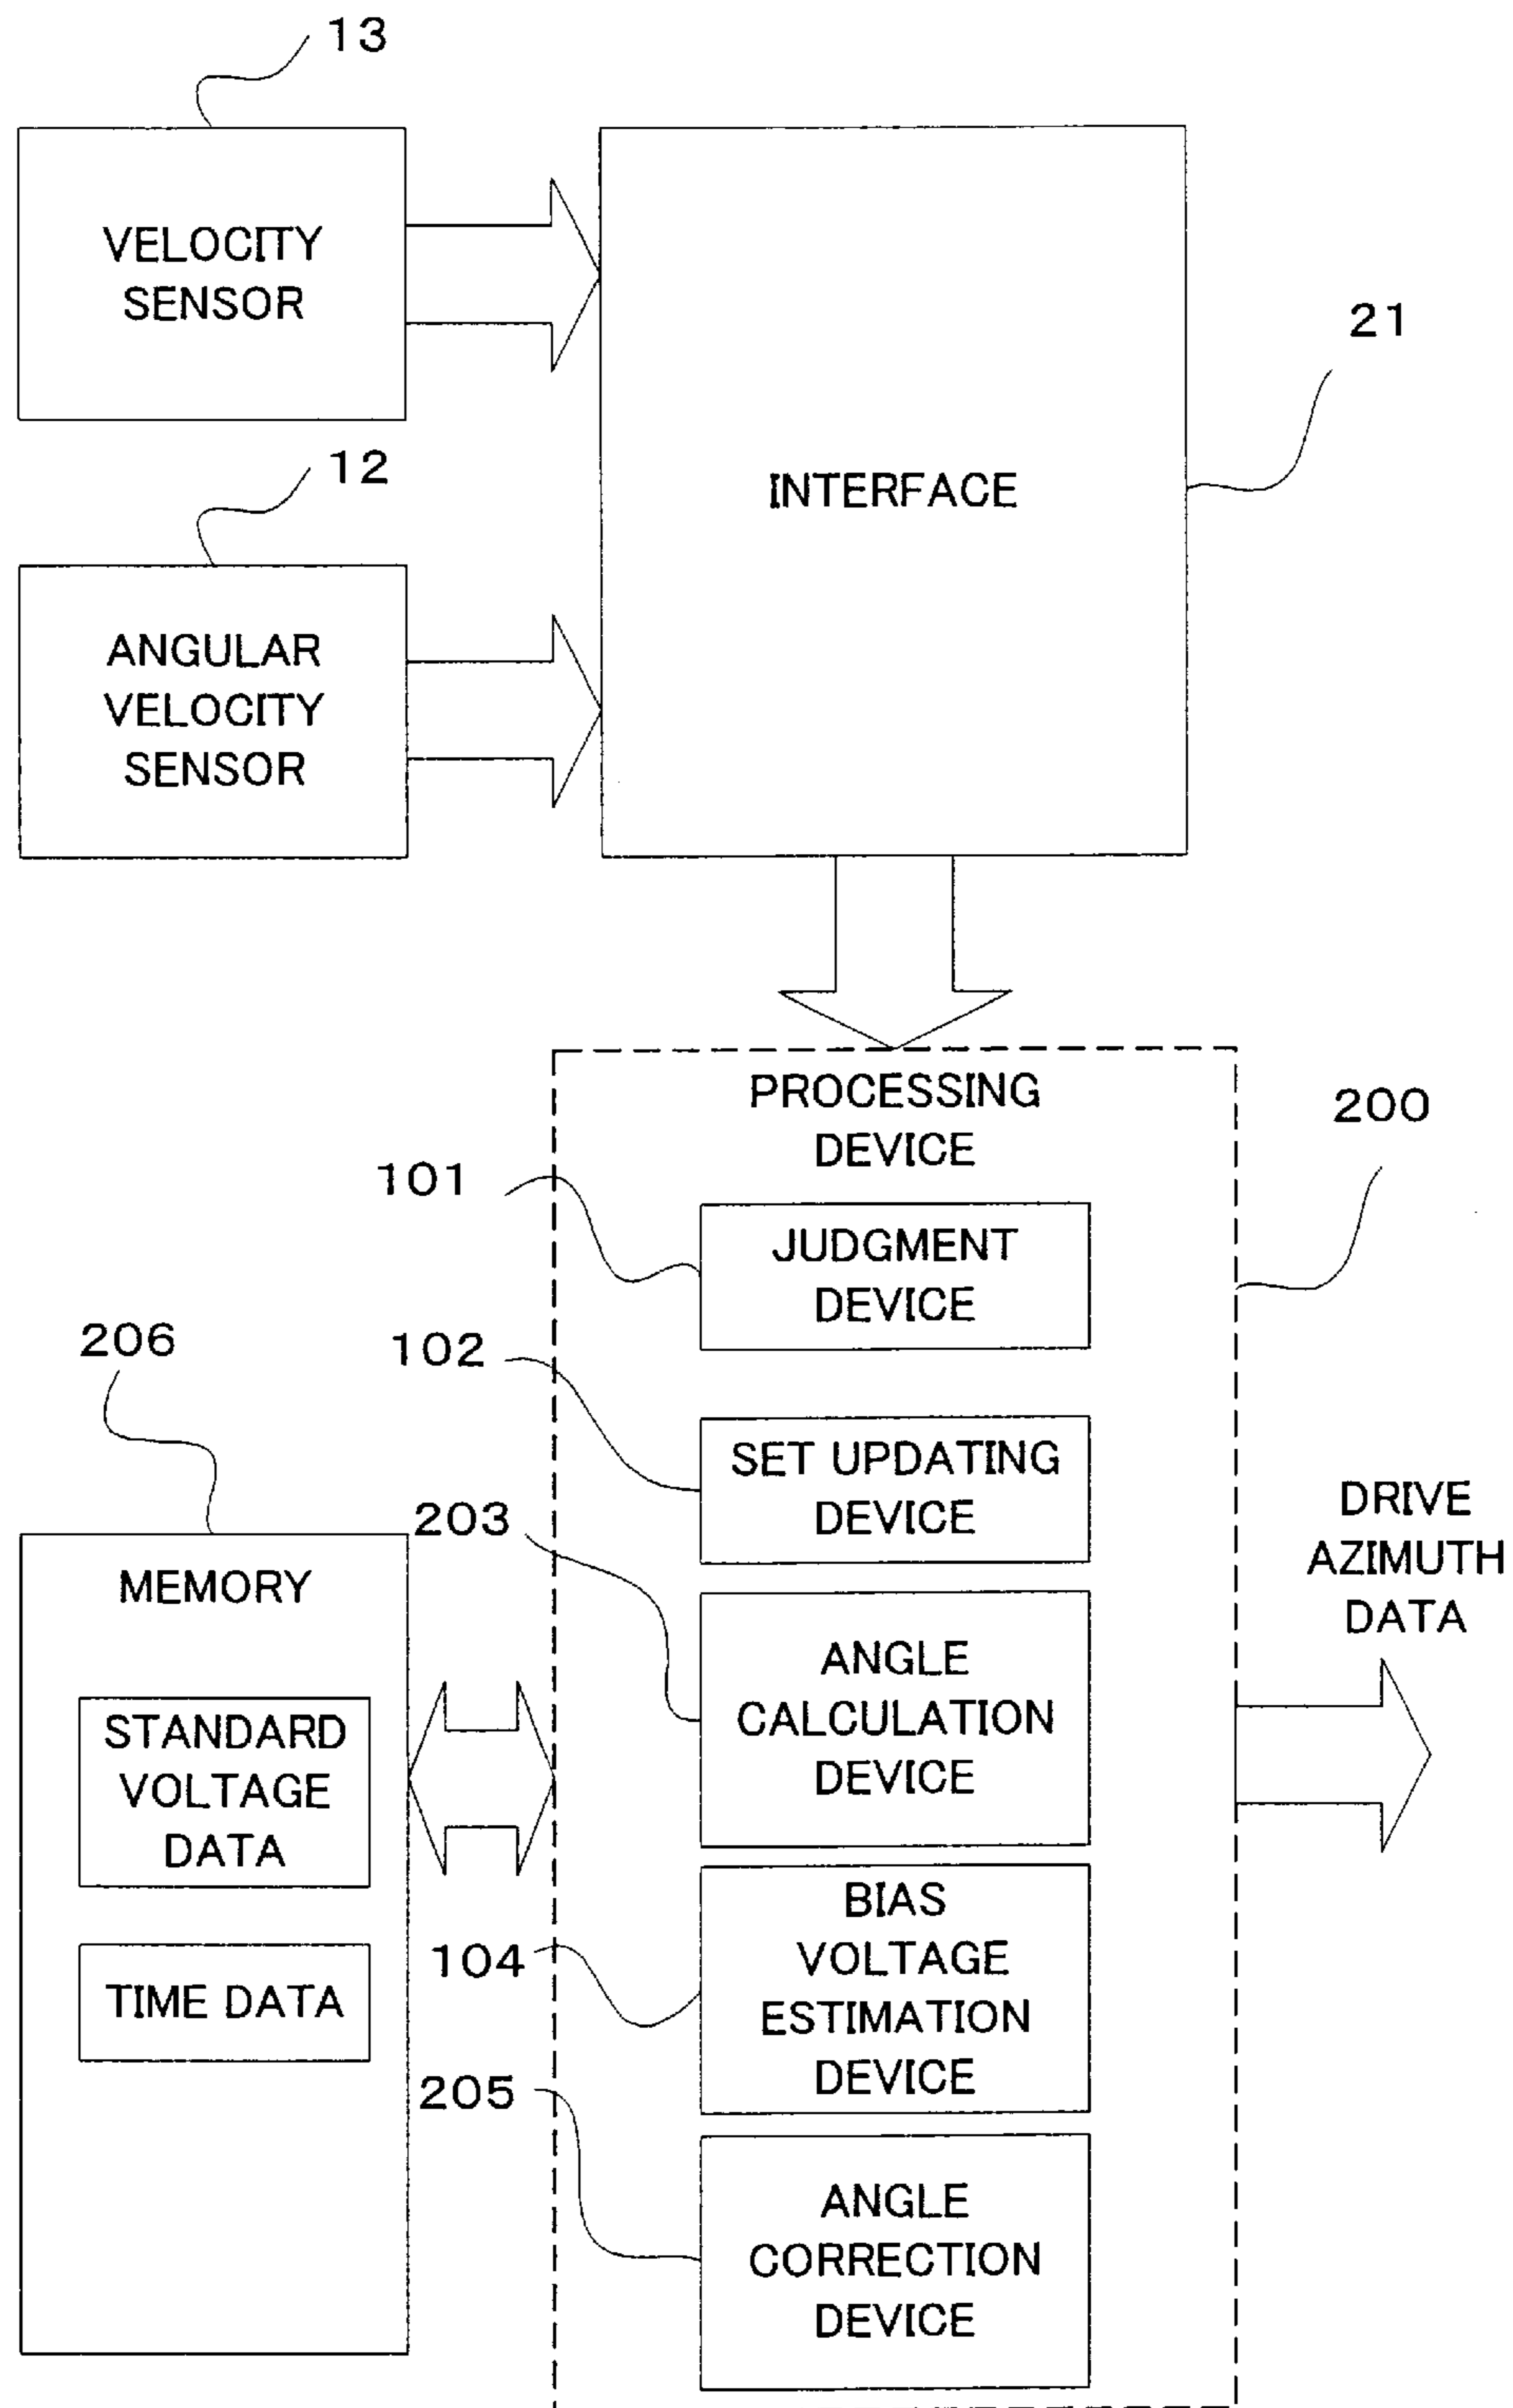 13
VELOCITY
SENSOR
21
INTERFACE
12
ANGULAR
VELOCITY
SENSOR
PROCESSING
DEVICE
200
101
JUDGMENT
DEVICE
102
SET UPDATING
DEVICE
203
ANGLE
CALCULATION
DEVICE
104
BIAS
VOLTAGE
ESTIMATION
DEVICE
205
ANGLE
CORRECTION
DEVICE
206
MEMORY
STANDARD
VOLTAGE
DATA
TIME DATA
DRIVE
AZIMUTH
DATA